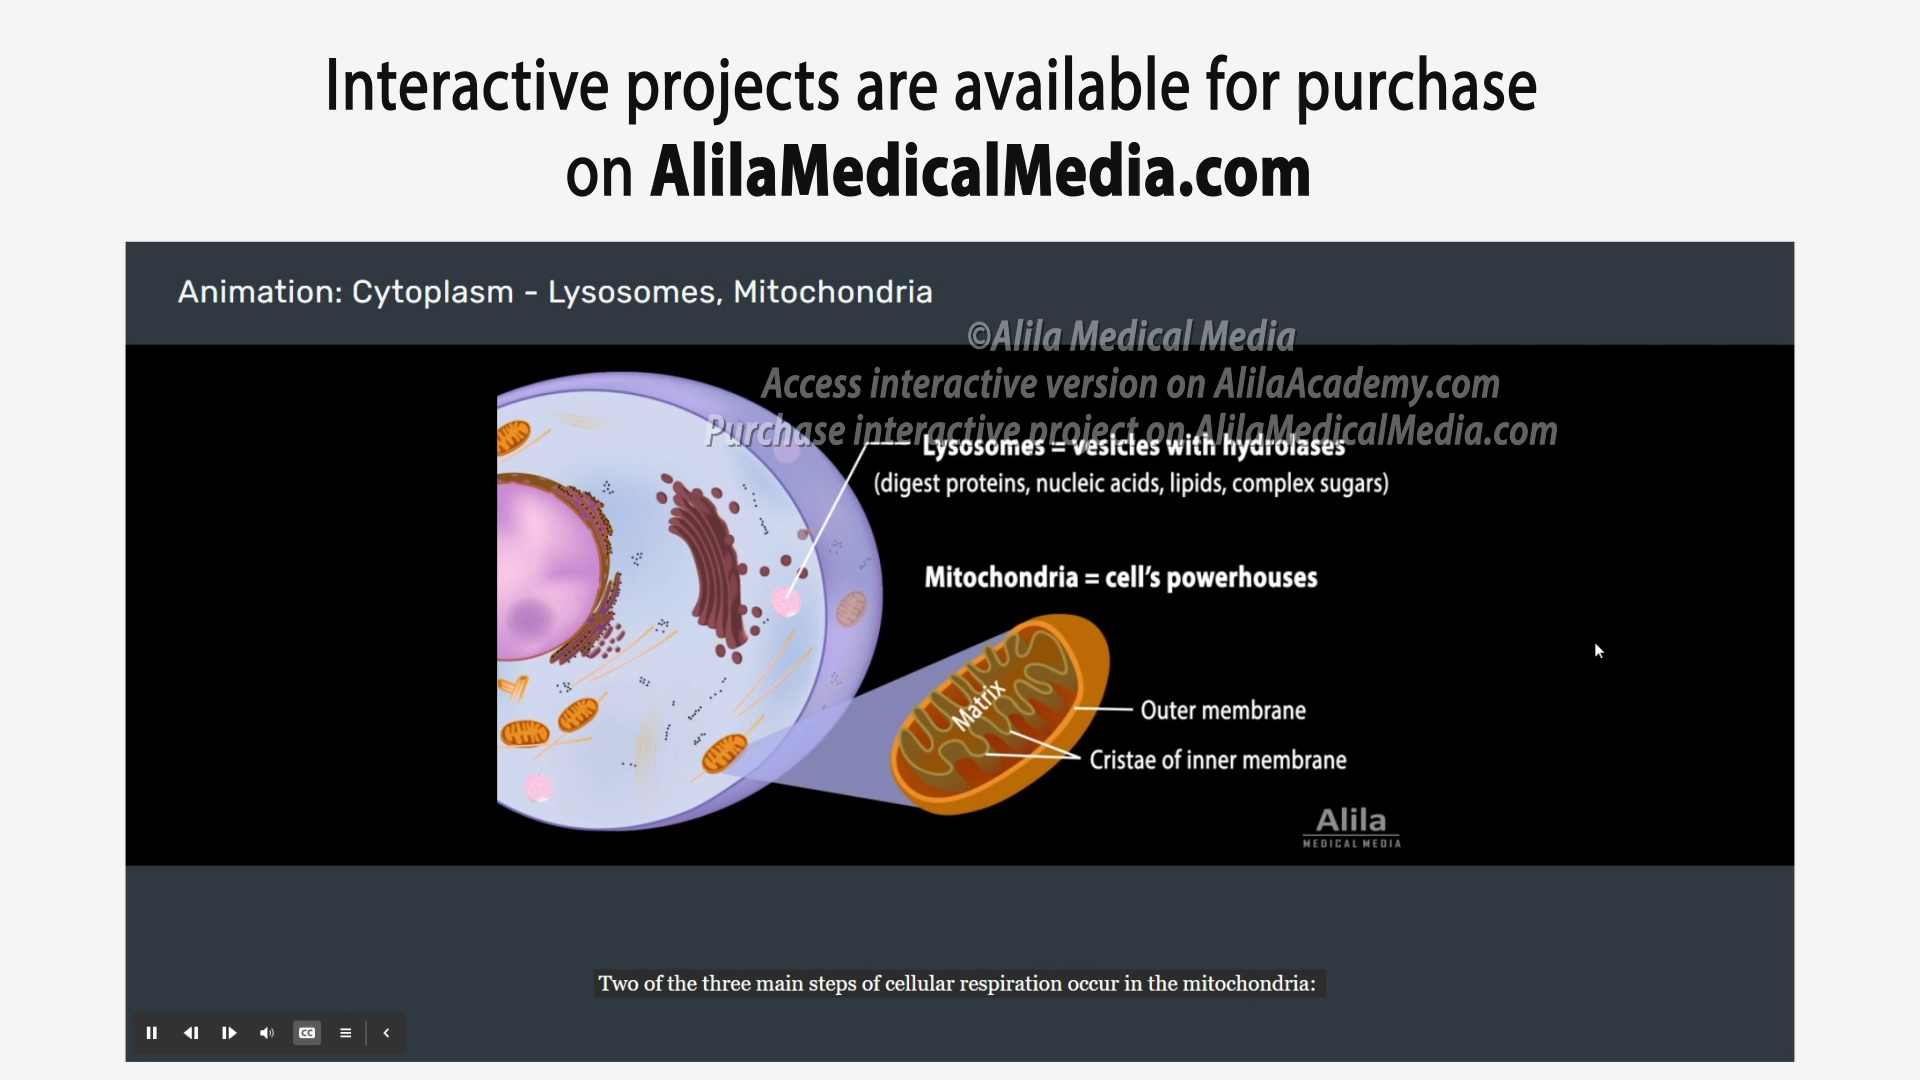 Interactive projects are available for purchase
on AlilaMedicalMedia.com
Animation: Cytoplasm - Lysosomes, Mitochondria
©Alila Medical Media
Access interactive version on AlilaAcademy.com
Purchase interactive project on AlilaMedicalMedia.com
Lysosomes = vesicles with hydrolases
(digest proteins, nucleic acids, lipids, complex sugars)
Mitochondria = cell's powerhouses
Matrix
Outer membrane
Cristae of inner membrane
Alila
MEDICAL MEDIA
Two of the three main steps of cellular respiration occur in the mitochondria:
CC